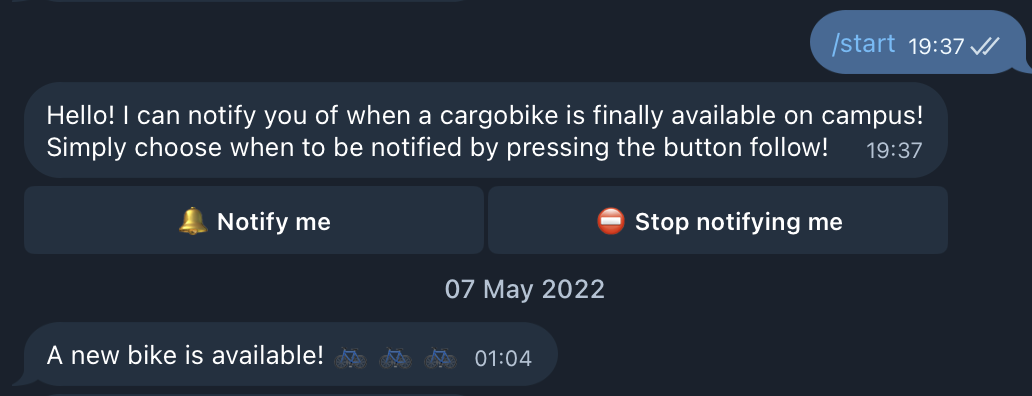 /start 19:37
Hello! I can notify you of when a cargobike is finally available on campus!
Simply choose when to be notified by pressing the button follow! 19:37
🔔 Notify me
⛔ Stop notifying me
07 May 2022
A new bike is available! 🚲 🚲 🚲 01:04